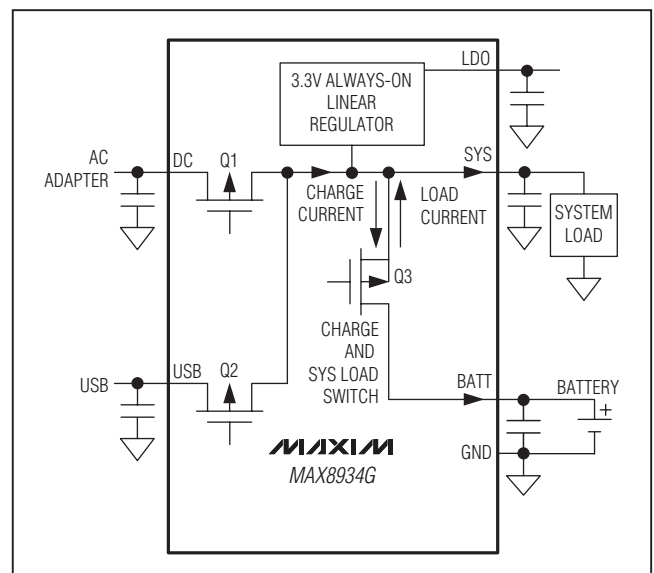 3.3V ALWAYS-ON
LINEAR
REGULATOR
LDO
AC
ADAPTER
DC
Q1
SYS
CHARGE
CURRENT
LOAD
CURRENT
SYSTEM
LOAD
Q3
CHARGE
AND
SYS LOAD
SWITCH
USB
USB
Q2
BATT
BATTERY
+
GND
MAXIM
MAX8934G